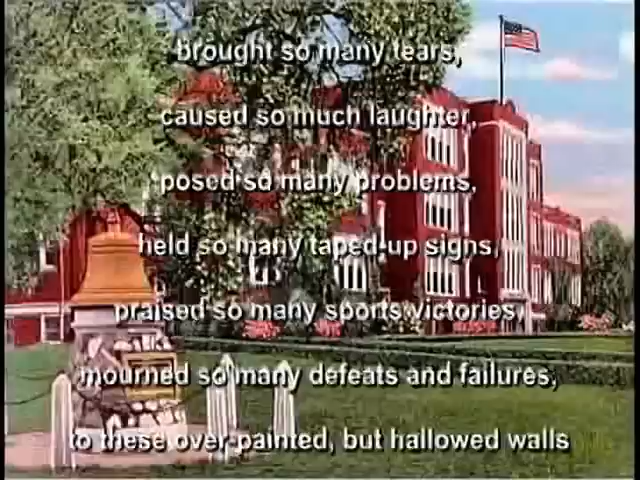 brought so many tears,
caused so much laughter,
posed so many problems,
held so many taped-up signs,
praised so many sports victories,
mourned so many defeats and failures,
to these over-painted, but hallowed walls